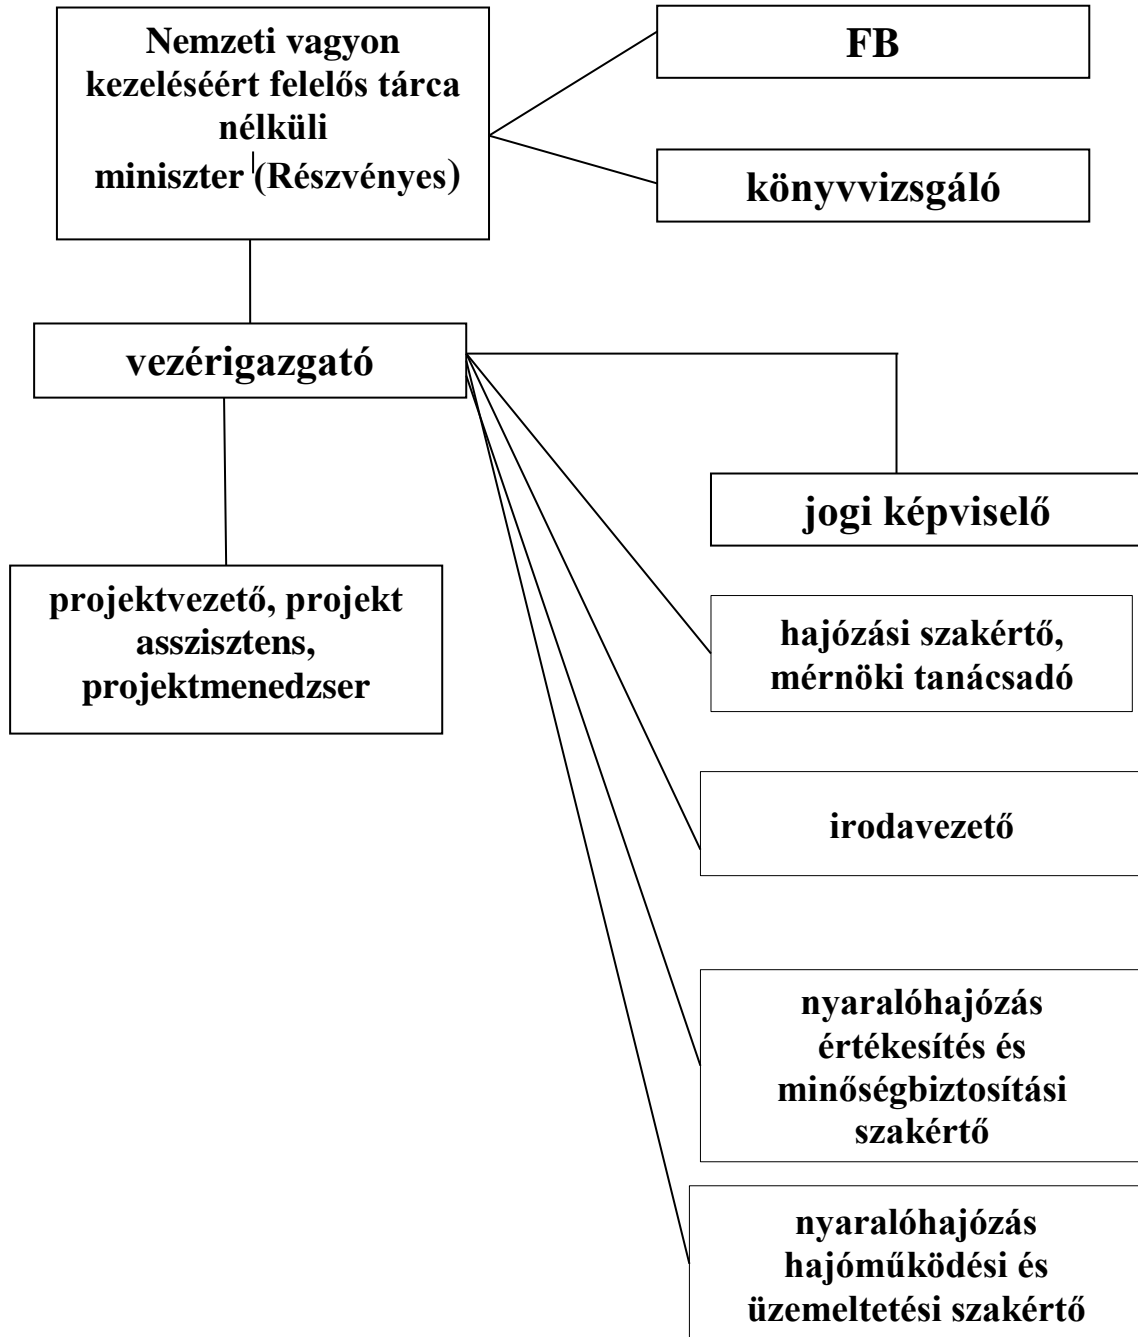 Nemzeti vagyon
kezeléséért felelős tárca
nélküli
miniszter (Részvényes)
FB
könyvvizsgáló
vezérigazgató
jogi képviselő
projektvezető, projekt
asszisztens,
projektmenedzser
hajózási szakértő,
mérnöki tanácsadó
irodavezető
nyaralóhajózás
értékesítés és
minőségbiztosítási
szakértő
nyaralóhajózás
hajóműködési és
üzemeltetési szakértő